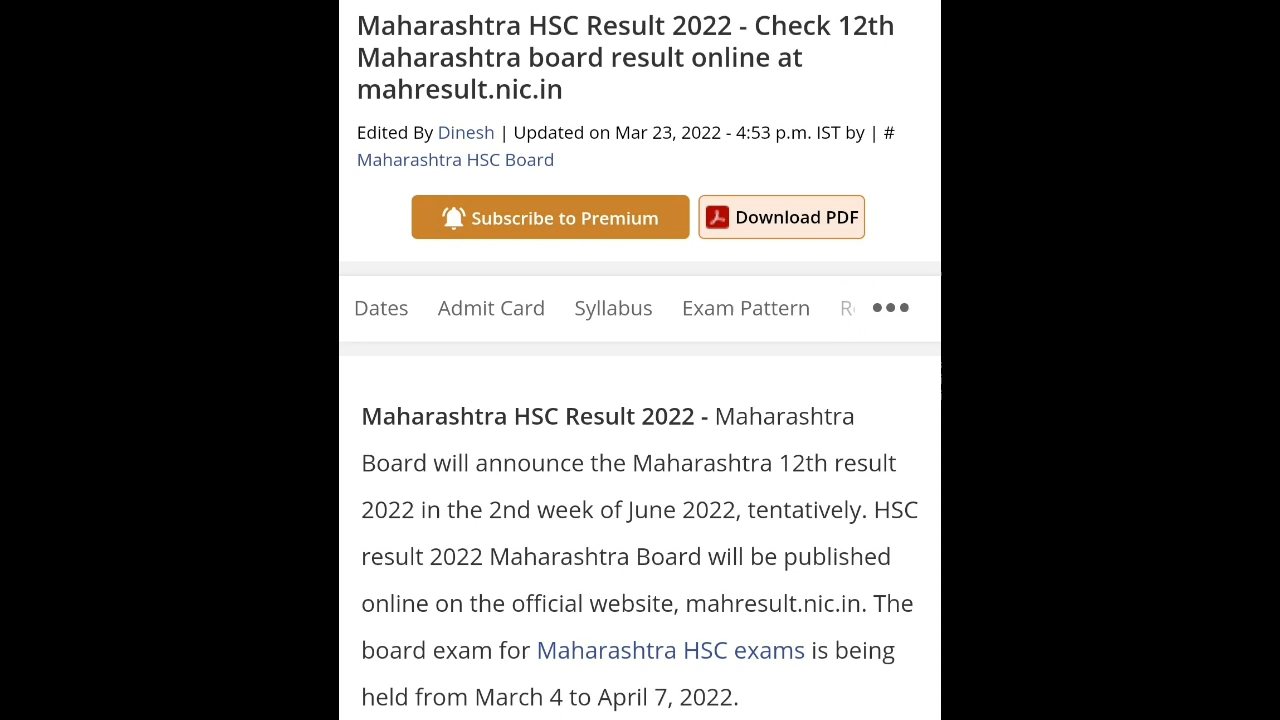 Maharashtra HSC Result 2022 - Check 12th
Maharashtra board result online at
mahresult.nic.in
Edited By Dinesh | Updated on Mar 23, 2022 - 4:53 p.m. IST by | #
Maharashtra HSC Board
Subscribe to Premium Download PDF
Dates Admit Card Syllabus Exam Pattern
Maharashtra HSC Result 2022 - Maharashtra
Board will announce the Maharashtra 12th result
2022 in the 2nd week of June 2022, tentatively. HSC
result 2022 Maharashtra Board will be published
online on the official website, mahresult.nic.in. The
board exam for Maharashtra HSC exams is being
held from March 4 to April 7, 2022.